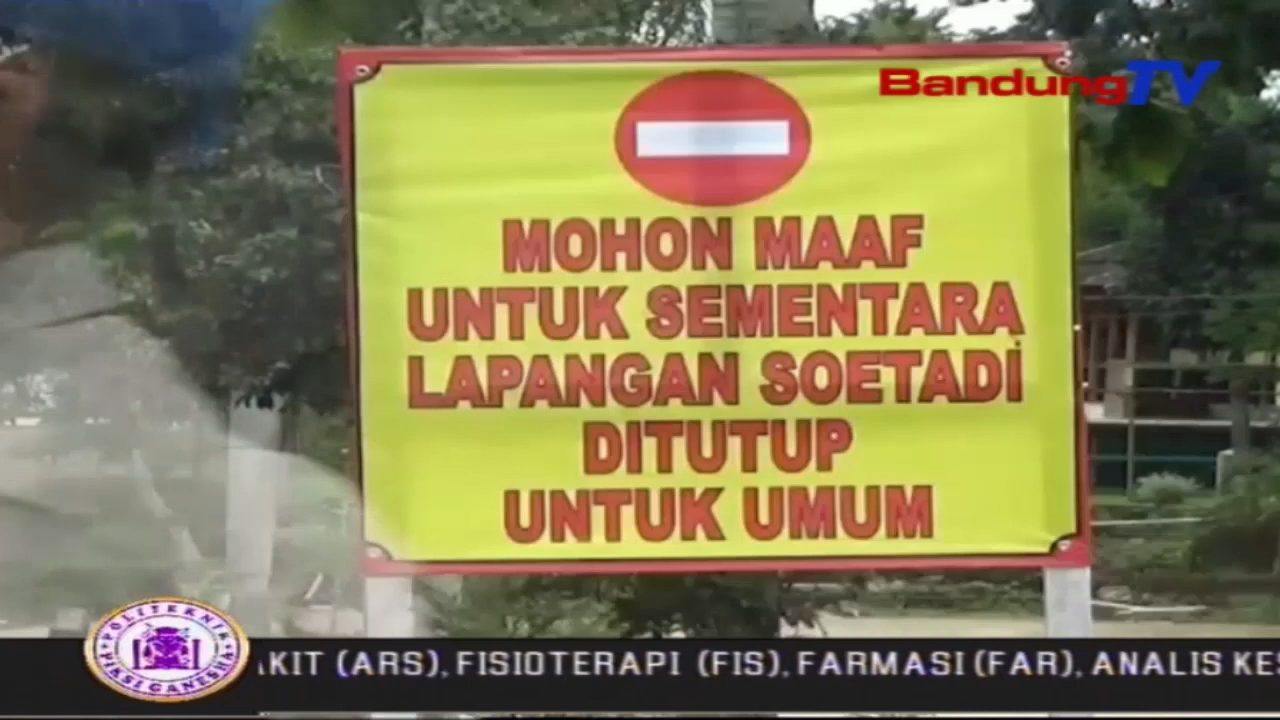 BandungTV
MOHON MAAF
UNTUK SEMENTARA
LAPANGAN SOETADI
DITUTUP
UNTUK UMUM
POLITEKNIK
PIKSI GANESHA
AKIT (ARS), FISIOTERAPI (FIS), FARMASI (FAR), ANALIS KES